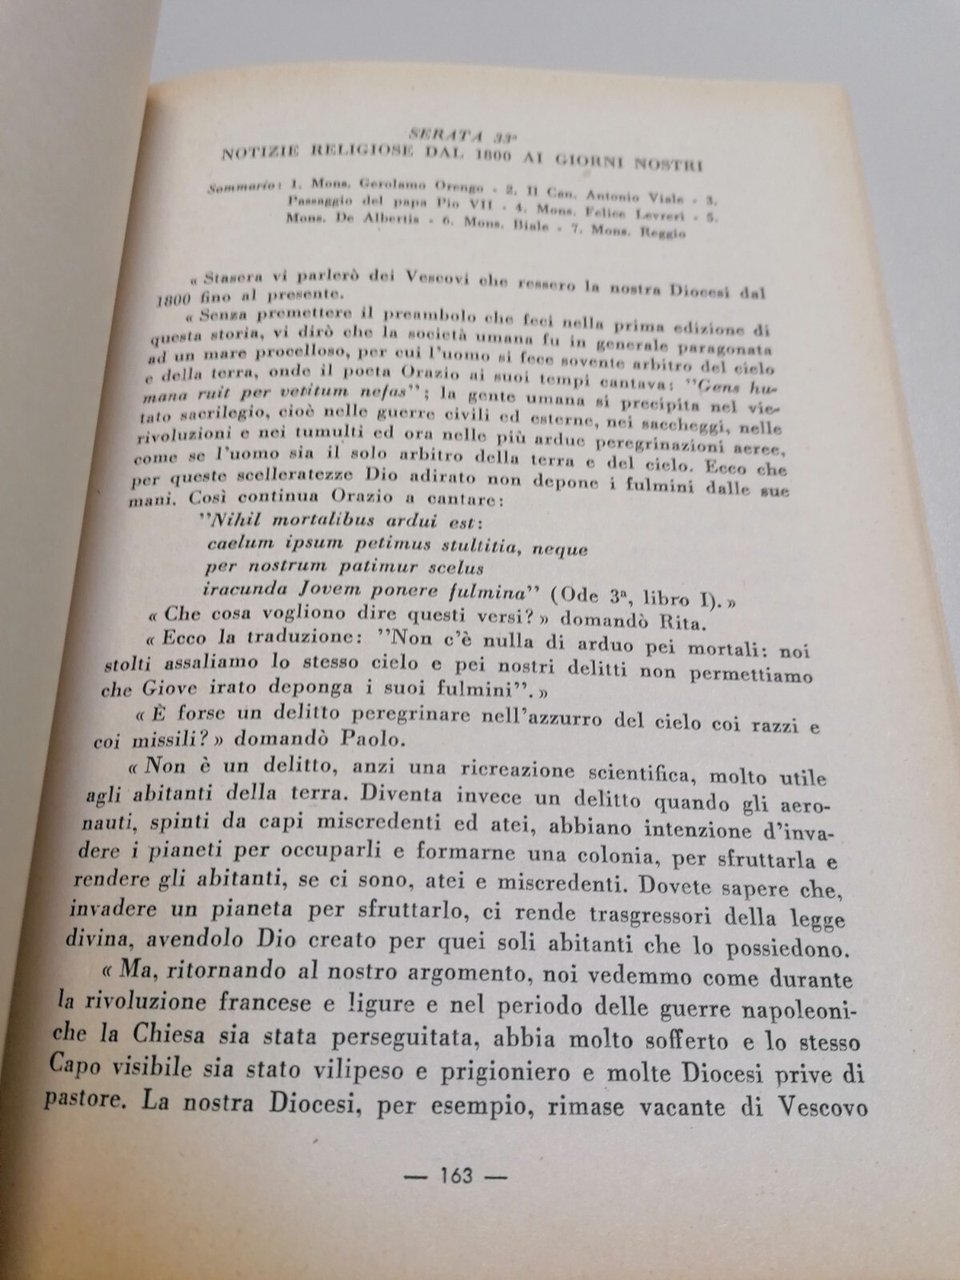 SERATA 33ª
NOTIZIE RELIGIOSE DAL 1800 AI GIORNI NOSTRI
Sommario: 1. Mons. Gerolamo Orengo - 2. Il Can. Antonio Viale - 3.
Passaggio del papa Pio VII - 4. Mons. Felice Levreri - 5.
Mons. De Albertis - 6. Mons. Biale - 7. Mons. Reggio
« Stasera vi parlerò dei Vescovi che ressero la nostra Diocesi dal
1800 fino al presente.
« Senza premettere il preambolo che feci nella prima edizione di
questa storia, vi dirò che la società umana fu in generale paragonata
ad un mare procelloso, per cui l'uomo si fece sovente arbitro del cielo
e della terra, onde il poeta Orazio ai suoi tempi cantava: "Gens hu-
mana ruit per vetitum nefas"; la gente umana si precipita nel vie-
tato sacrilegio, cioè nelle guerre civili ed esterne, nei saccheggi, nelle
rivoluzioni e nei tumulti ed ora nelle più ardue peregrinazioni aeree,
come se l'uomo sia il solo arbitro della terra e del cielo. Ecco che
per queste scelleratezze Dio adirato non depone i fulmini dalle sue
mani. Così continua Orazio a cantare:
"Nihil mortalibus ardui est:
caelum ipsum petimus stultitia, neque
per nostrum patimur scelus
iracunda Jovem ponere fulmina" (Ode 3ª, libro I). »
« Che cosa vogliono dire questi versi? » domandò Rita.
« Ecco la traduzione: "Non c'è nulla di arduo pei mortali: noi
stolti assaliamo lo stesso cielo e pei nostri delitti non permettiamo
che Giove irato deponga i suoi fulmini". »
« È forse un delitto peregrinare nell'azzurro del cielo coi razzi e
coi missili? » domandò Paolo.
« Non è un delitto, anzi una ricreazione scientifica, molto utile
agli abitanti della terra. Diventa invece un delitto quando gli aero-
nauti, spinti da capi miscredenti ed atei, abbiano intenzione d'inva-
dere i pianeti per occuparli e formarne una colonia, per sfruttarla e
rendere gli abitanti, se ci sono, atei e miscredenti. Dovete sapere che,
invadere un pianeta per sfruttarlo, ci rende trasgressori della legge
divina, avendolo Dio creato per quei soli abitanti che lo possiedono.
« Ma, ritornando al nostro argomento, noi vedemmo come durante
la rivoluzione francese e ligure e nel periodo delle guerre napoleoni-
che la Chiesa sia stata perseguitata, abbia molto sofferto e lo stesso
Capo visibile sia stato vilipeso e prigioniero e molte Diocesi prive di
pastore. La nostra Diocesi, per esempio, rimase vacante di Vescovo
— 163 —